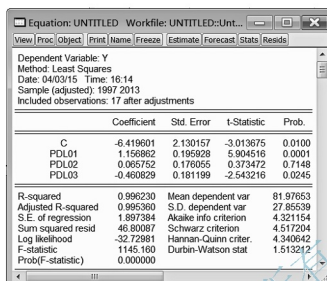 Equation: UNTITLED Workfile: UNTITLED::Unt...
View Proc Object Print Name Freeze Estimate Forecast Stats Resids
Dependent Variable: Y
Method: Least Squares
Date: 04/03/15 Time: 16:14
Sample (adjusted): 1997 2013
Included observations: 17 after adjustments
Coefficient Std. Error t-Statistic Prob.
C -6.419601 2.130157 -3.013675 0.0100
PDL01 1.156862 0.195928 5.904516 0.0001
PDL02 0.065752 0.176055 0.373472 0.7148
PDL03 -0.460829 0.181199 -2.543216 0.0245
R-squared 0.996230 Mean dependent var 81.97653
Adjusted R-squared 0.995360 S.D. dependent var 27.85539
S.E. of regression 1.897384 Akaike info criterion 4.321154
Sum squared resid 46.80087 Schwarz criterion 4.517204
Log likelihood -32.72981 Hannan-Quinn criter. 4.340642
F-statistic 1145.160 Durbin-Watson stat 1.513212
Prob(F-statistic) 0.000000